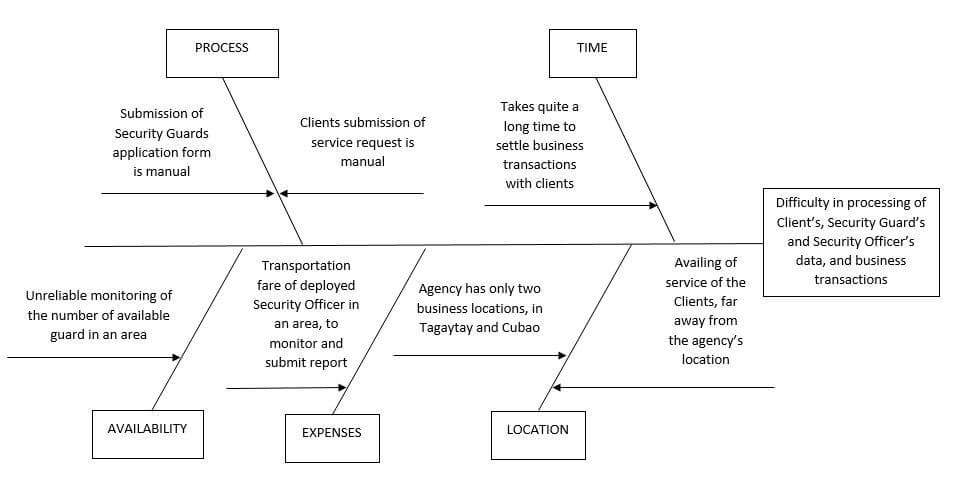 PROCESS
TIME
Submission of
Security Guards
application form
is manual
Clients submission of
service request is
manual
Takes quite a
long time to
settle business
transactions
with clients
Difficulty in processing of
Client's, Security Guard's
and Security Officer's
data, and business
transactions
Unreliable monitoring of
the number of available
guard in an area
Transportation
fare of deployed
Security Officer in
an area, to
monitor and
submit report
Agency has only two
business locations, in
Tagaytay and Cubao
Availing of
service of the
Clients, far
away from
the agency's
location
AVAILABILITY
EXPENSES
LOCATION